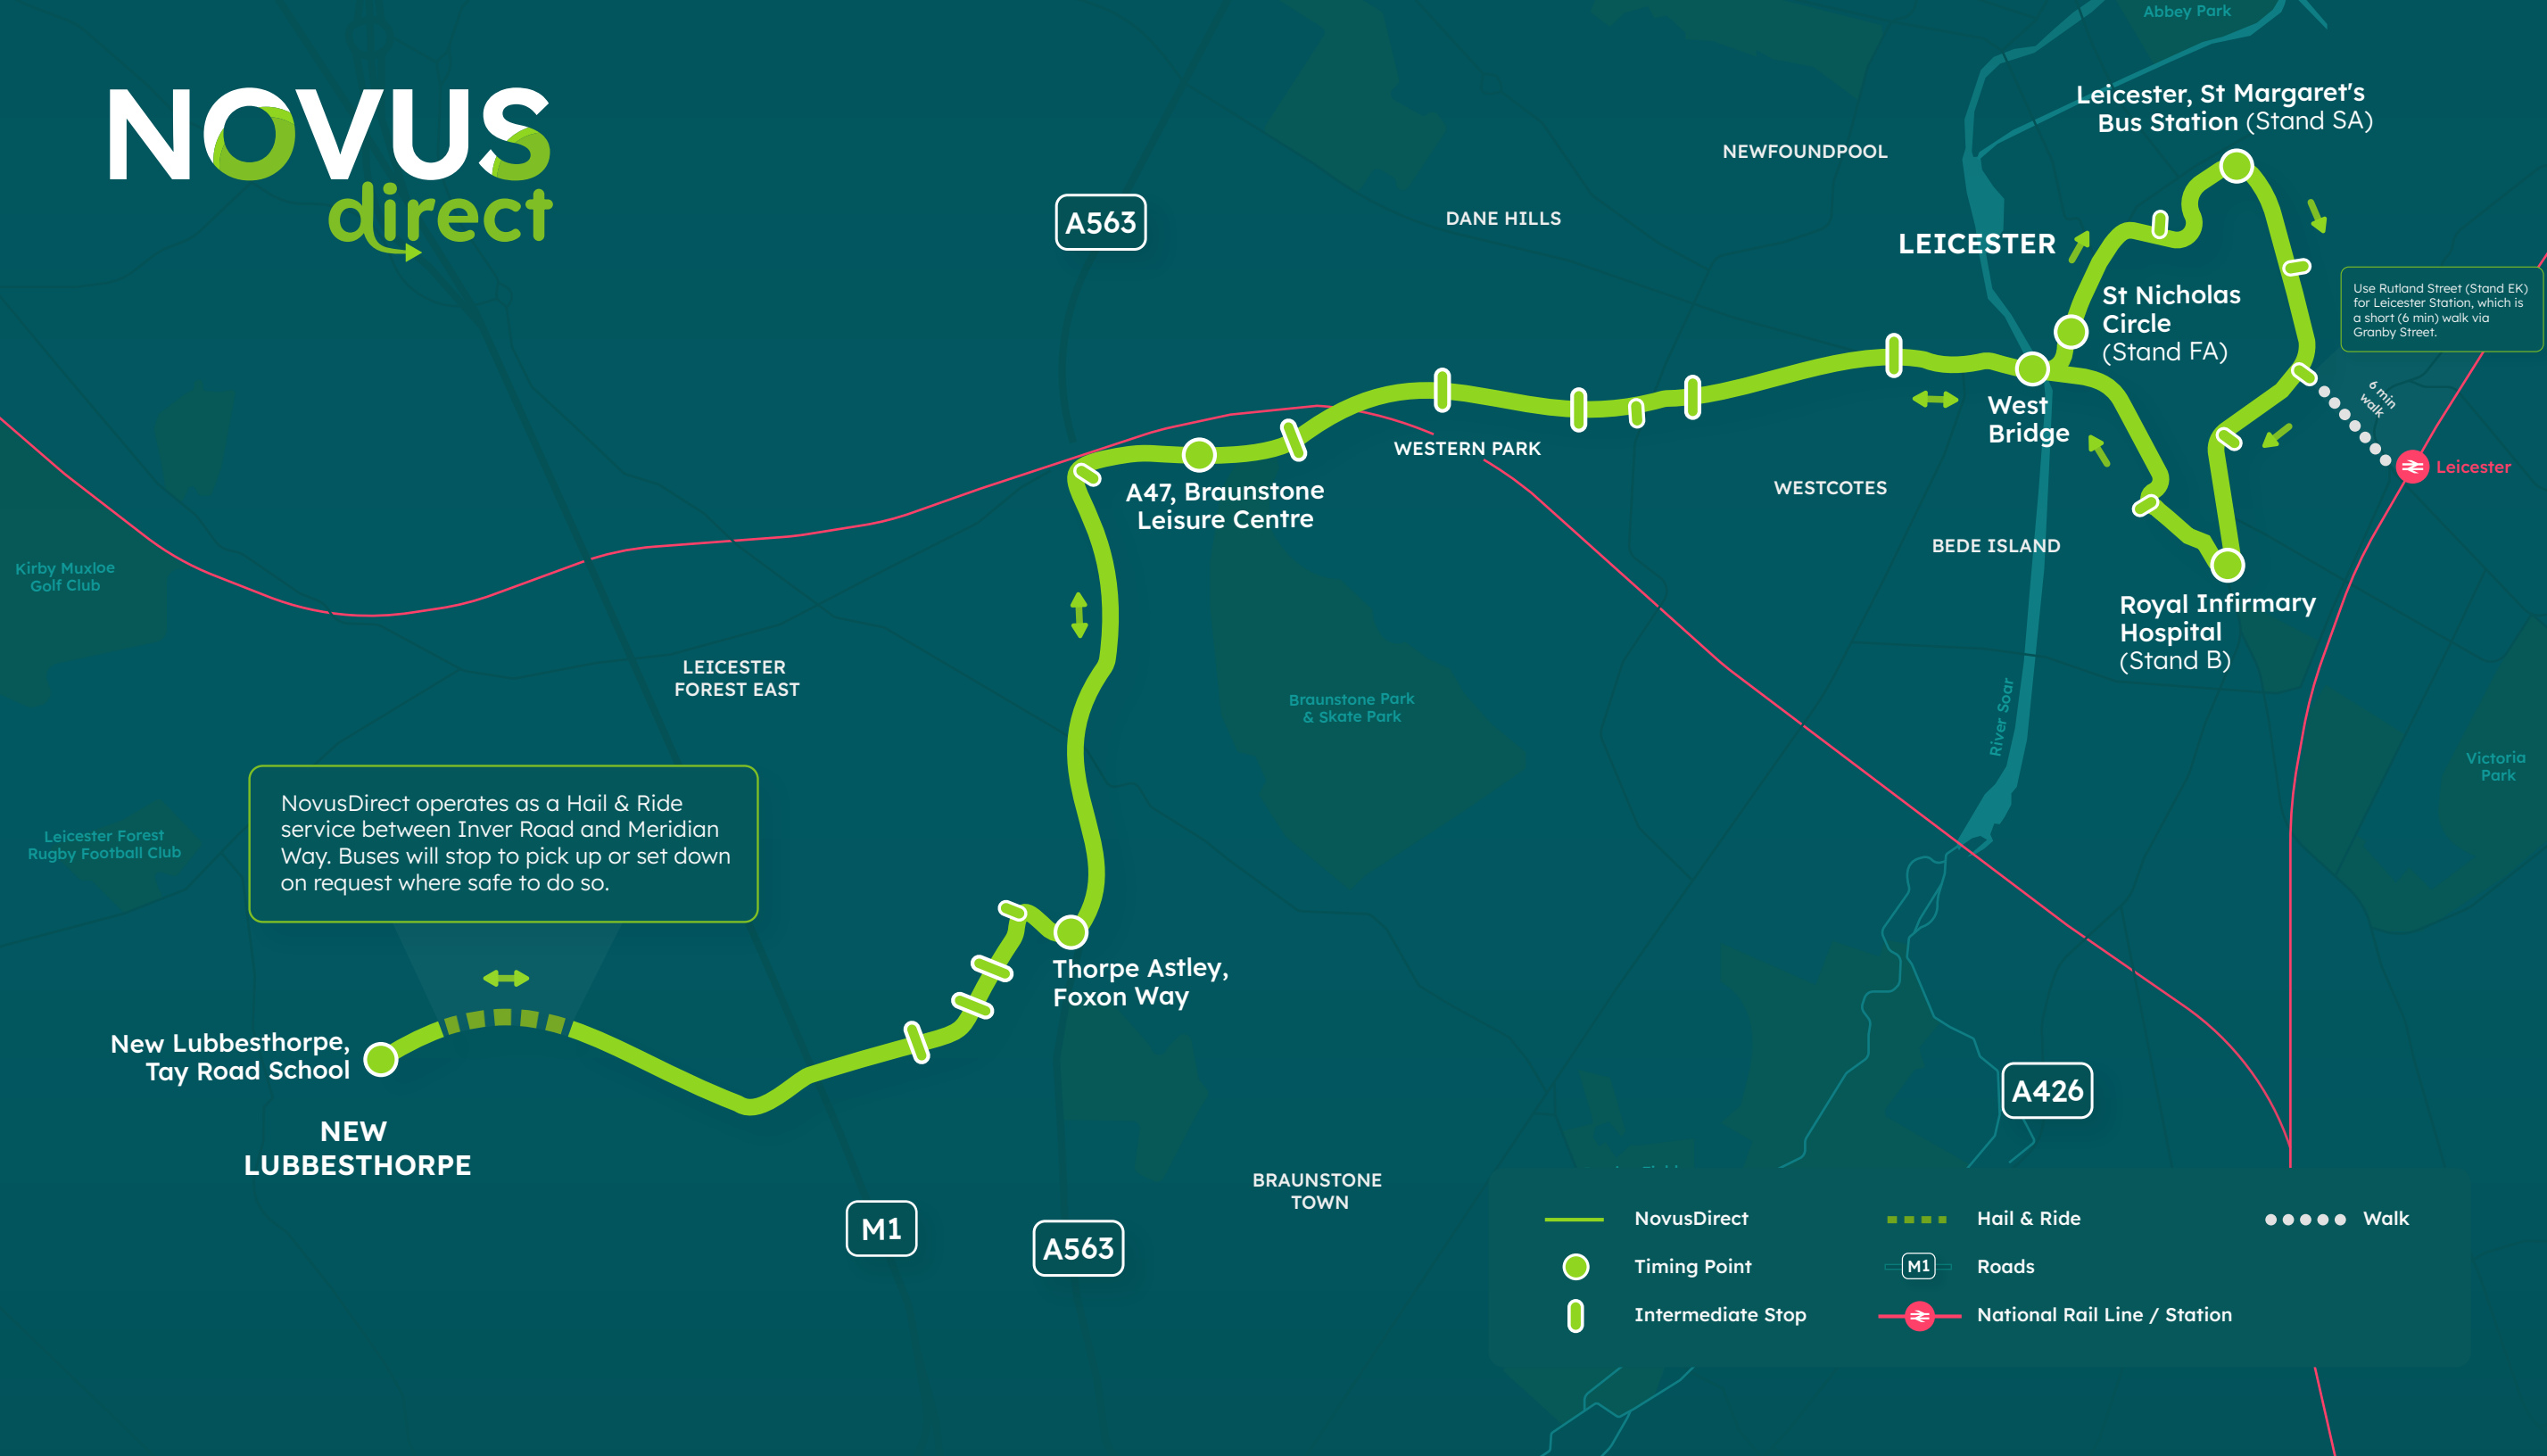 NOVUS
direct
Abbey Park
Leicester, St Margaret's
Bus Station (Stand SA)
NEWFOUNDPOOL
A563
DANE HILLS
LEICESTER
St Nicholas
Circle
(Stand FA)
Use Rutland Street (Stand EK)
for Leicester Station, which is
a short (6 min) walk via
Granby Street.
6 min
walk
West
Bridge
WESTERN PARK
Leicester
A47, Braunstone
Leisure Centre
WESTCOTES
BEDE ISLAND
Kirby Muxloe
Golf Club
Royal Infirmary
Hospital
(Stand B)
LEICESTER
FOREST EAST
Braunstone Park
& Skate Park
River Soar
Victoria
Park
NovusDirect operates as a Hail & Ride
service between Inver Road and Meridian
Way. Buses will stop to pick up or set down
on request where safe to do so.
Leicester Forest
Rugby Football Club
Thorpe Astley,
Foxon Way
New Lubbesthorpe,
Tay Road School
NEW
LUBBESTHORPE
A426
BRAUNSTONE
TOWN
M1
A563
NovusDirect
Hail & Ride
Walk
Timing Point
M1
Roads
Intermediate Stop
National Rail Line / Station